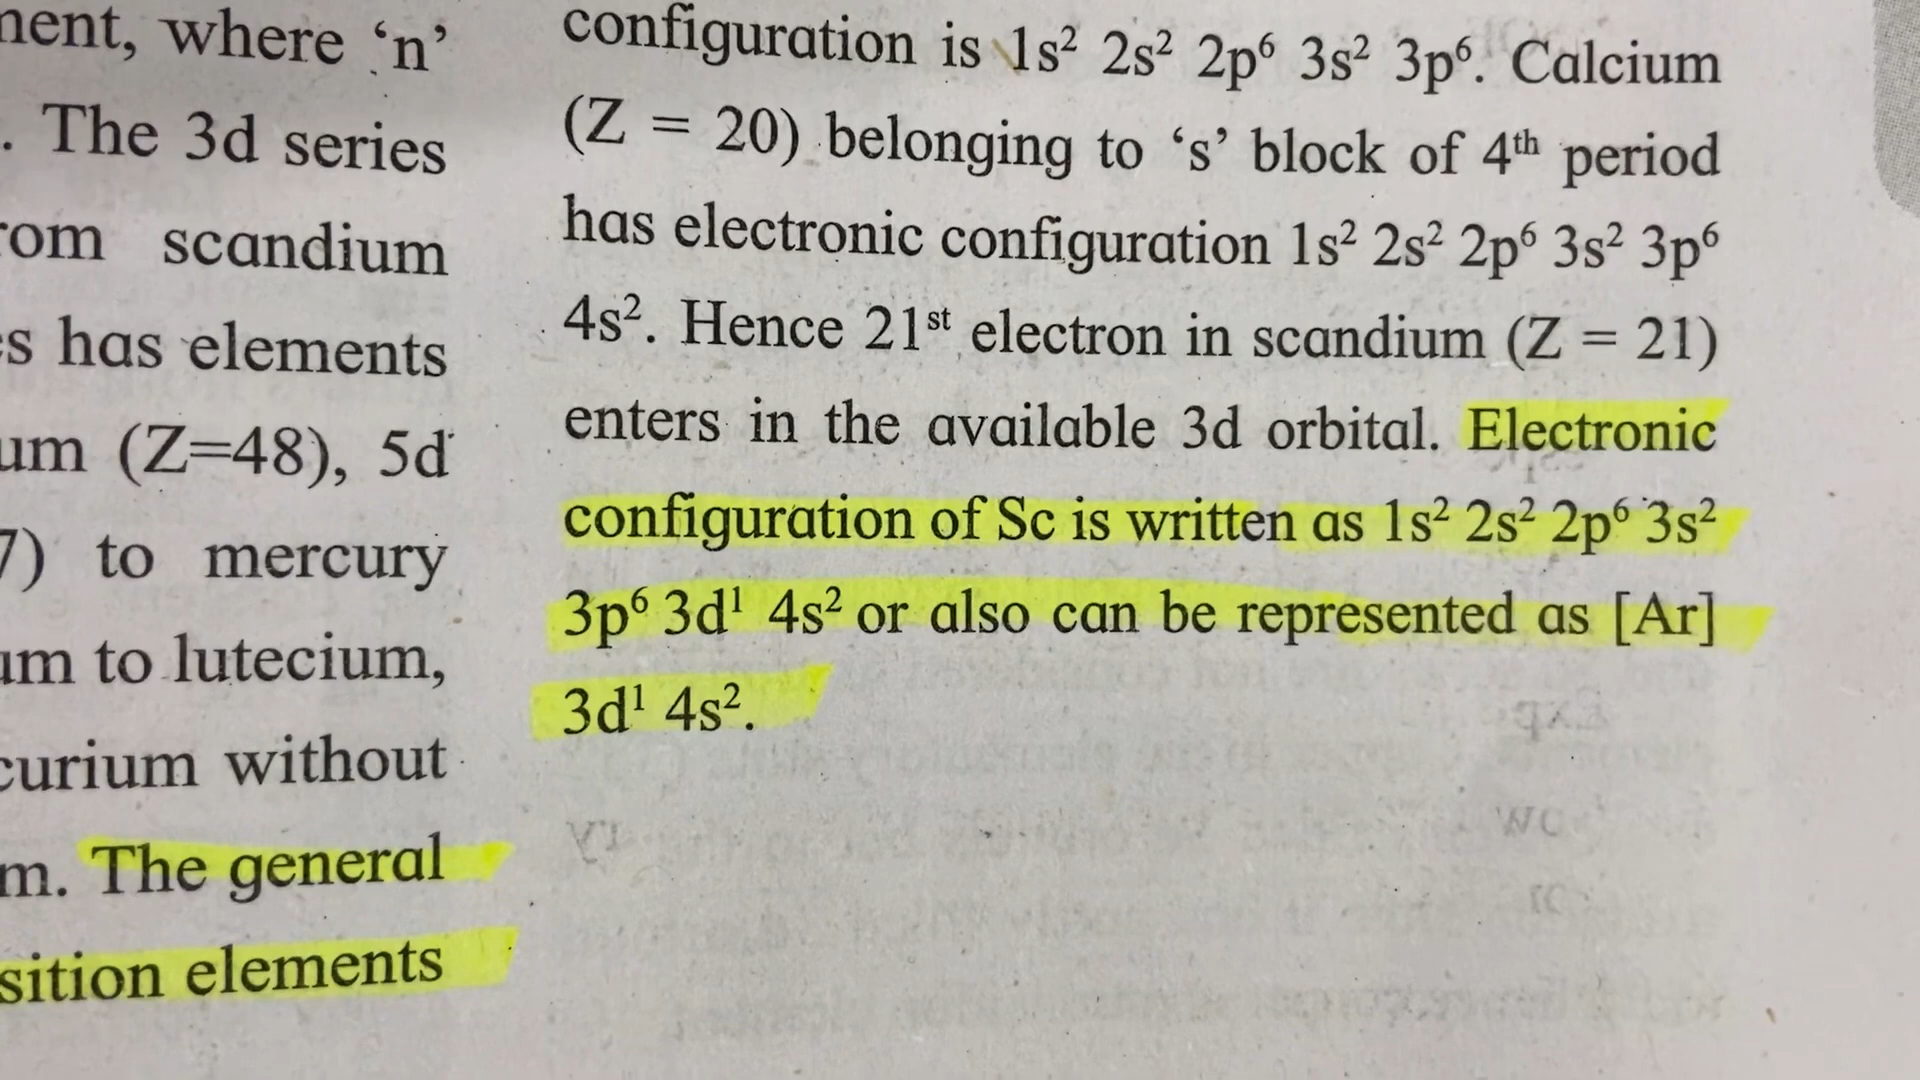 ment, where ‘n’
. The 3d series
scandium
has elements
(Z=48), 5d
7) to mercury
to lutecium,
curium without
m. The general
sition elements
configuration is 1s² 2s² 2p⁶ 3s² 3p⁶. Calcium
(Z = 20) belonging to ‘s’ block of 4ᵗʰ period
has electronic configuration 1s² 2s² 2p⁶ 3s² 3p⁶
4s². Hence 21ˢᵗ electron in scandium (Z = 21)
enters in the available 3d orbital. Electronic
configuration of Sc is written as 1s² 2s² 2p⁶ 3s²
3p⁶ 3d¹ 4s² or also can be represented as [Ar]
3d¹ 4s².